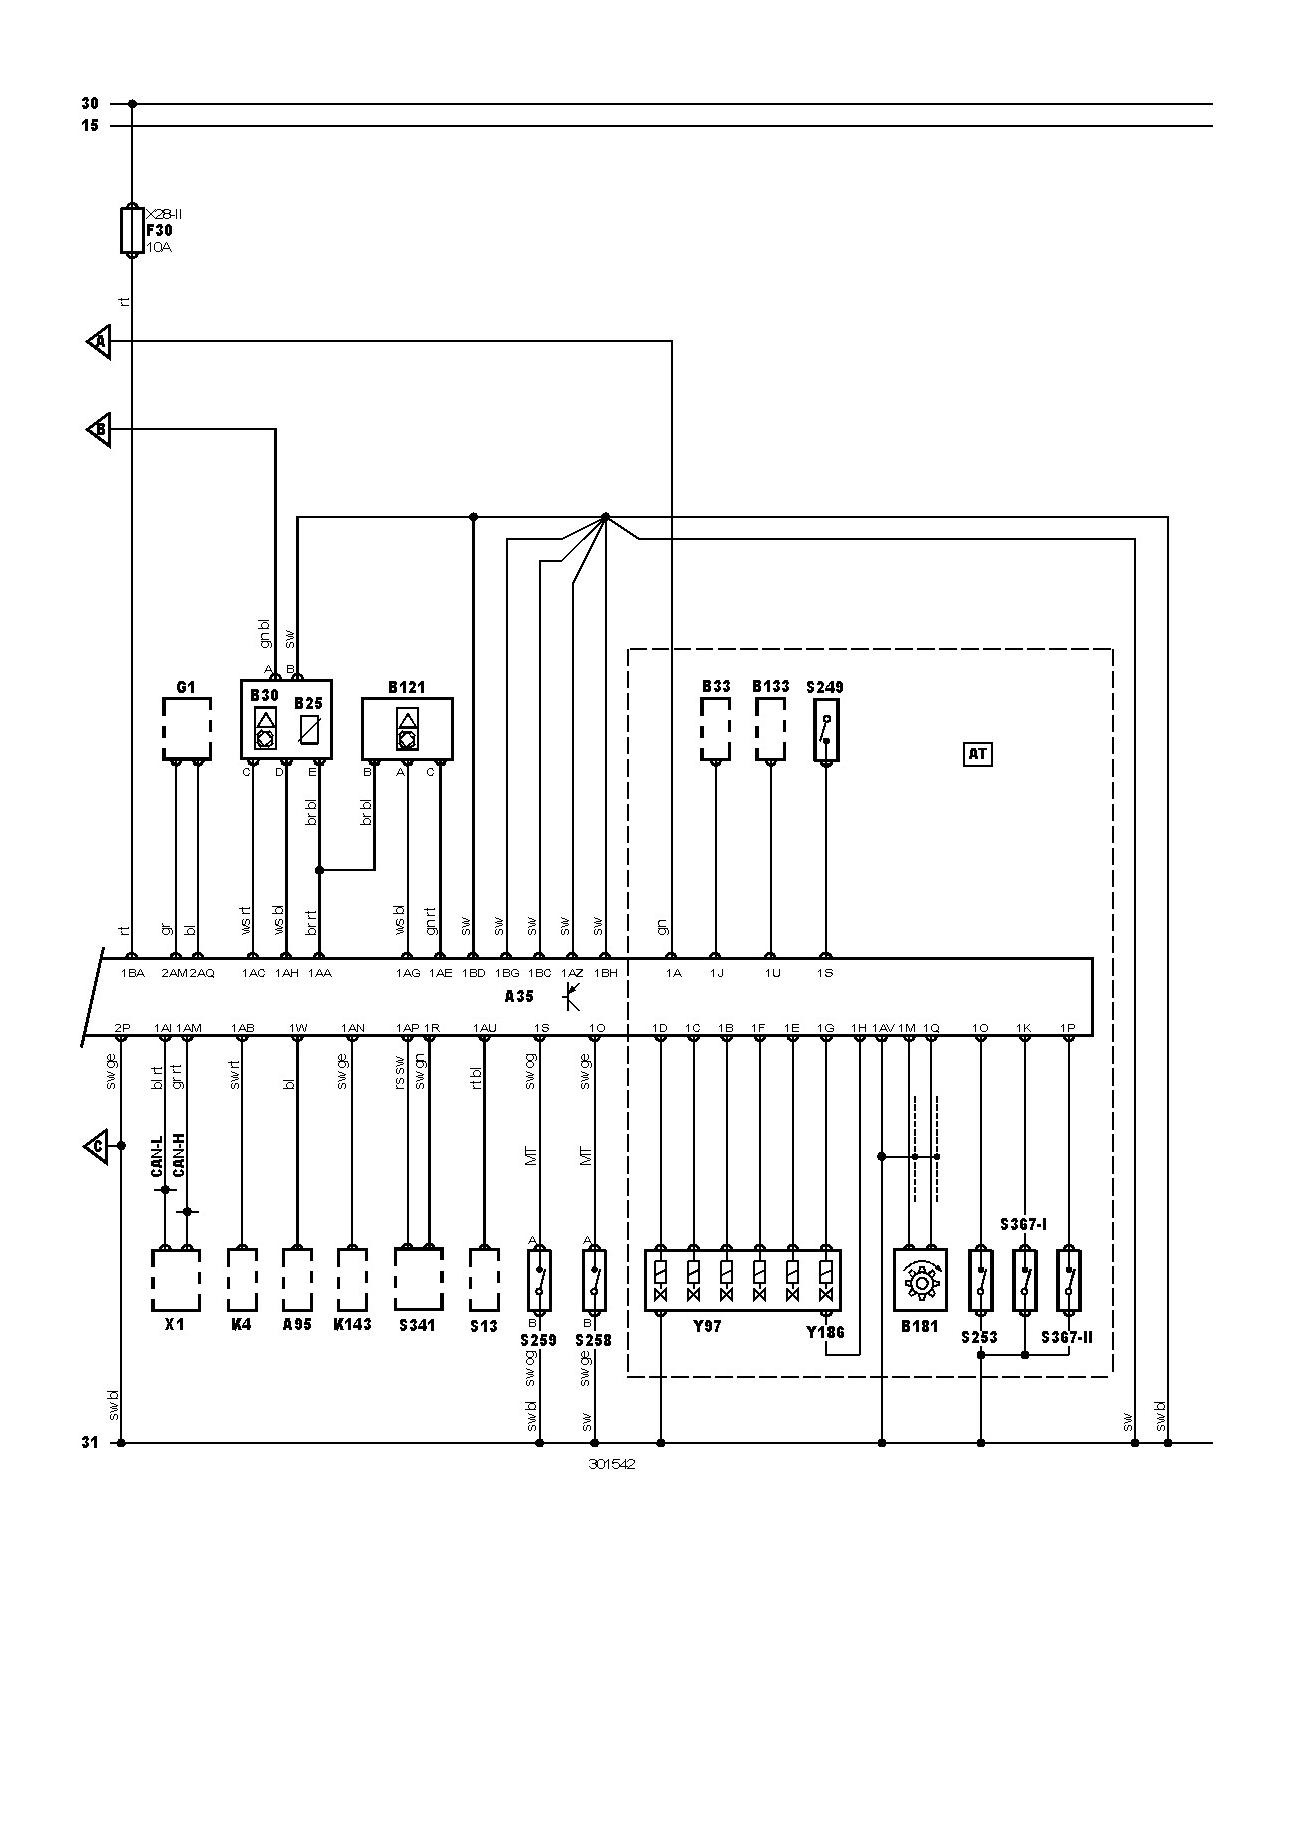 30
15
X28-II
F30
10A
rt
A
B
gn bl
sw
A B
G1
B30
B25
B121
B33
B133
S249
AT
C D E B A C
br bl
br bl
rt
gr
bl
ws rt
ws bl
br rt
ws bl
gn rt
sw
sw
sw
sw
sw
gn
1BA 2AM 2AQ 1AC 1AH 1AA 1AG 1AE 1BD 1BG 1BC 1AZ 1BH 1A 1J 1U 1S
A35
2P 1AI 1AM 1AB 1W 1AN 1AP 1R 1AU 1S 1O 1D 1C 1B 1F 1E 1G 1H 1AV 1M 1Q 1O 1K 1P
sw ge
bl rt
gr rt
sw rt
bl
sw ge
rs sw
sw gn
rt bl
sw og
sw ge
C
CAN-L
CAN-H
MT
MT
S367-I
A A
X1
K4
A95
K143
S341
S13
B
B
S259
S258
Y97
Y186
B181
S253
S367-II
sw og
sw ge
sw bl
sw bl
sw
sw
sw bl
31
301542